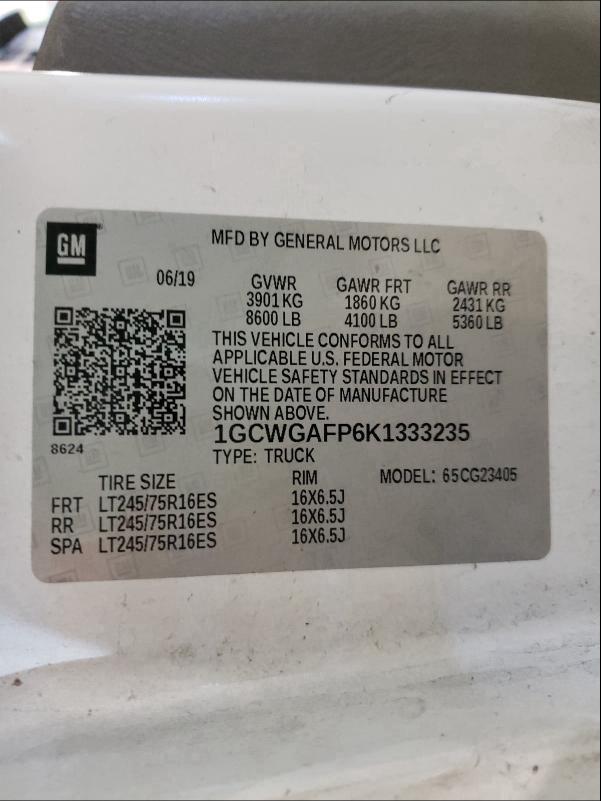 GM
MFD BY GENERAL MOTORS LLC
06/19
GVWR GAWR FRT GAWR RR
3901 KG 1860 KG 2431 KG
8600 LB 4100 LB 5360 LB
THIS VEHICLE CONFORMS TO ALL
APPLICABLE U.S. FEDERAL MOTOR
VEHICLE SAFETY STANDARDS IN EFFECT
ON THE DATE OF MANUFACTURE
SHOWN ABOVE.
1GCWGAFP6K1333235
8624
TYPE: TRUCK
TIRE SIZE RIM MODEL: 65CG23405
FRT LT245/75R16ES 16X6.5J
RR LT245/75R16ES 16X6.5J
SPA LT245/75R16ES 16X6.5J